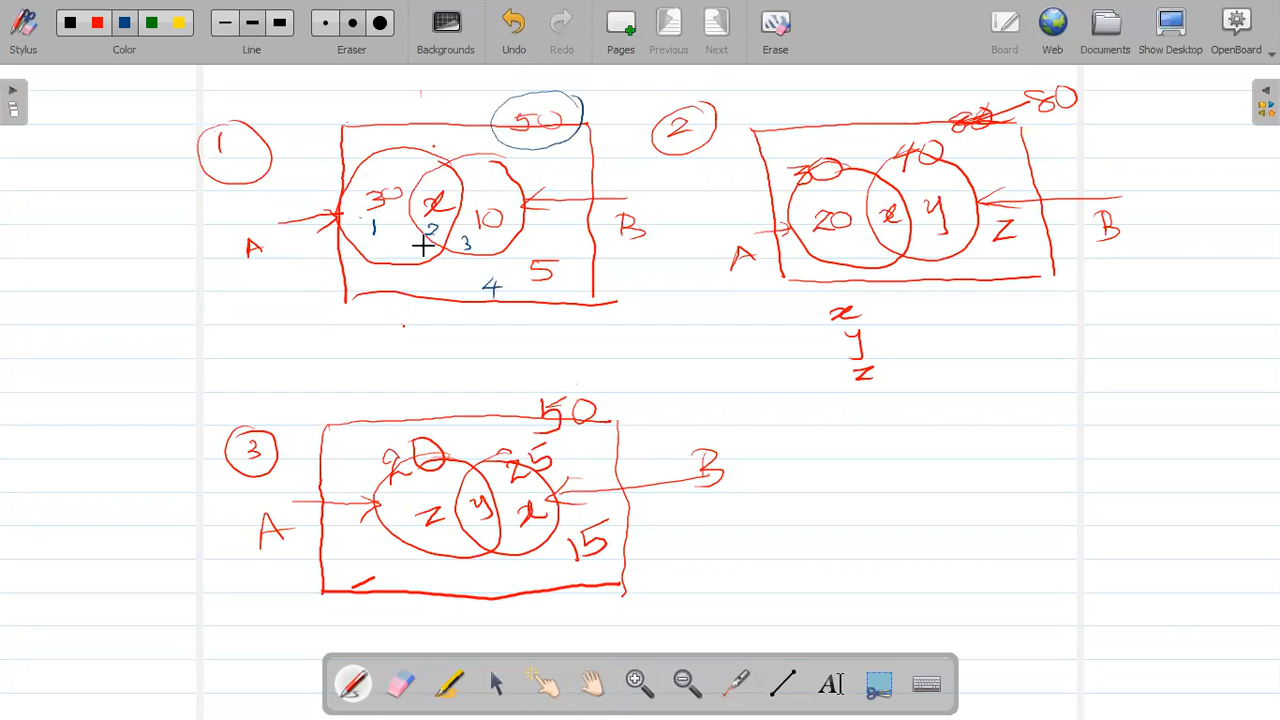 Stylus
Color
Line
Eraser
Backgrounds
Undo
Redo
Pages
Previous
Next
Erase
Board
Web
Documents
Show Desktop
OpenBoard
1
50
30
x
10
1
2
3
4
5
A
B
2
80
30
40
20
x
y
z
A
B
x
y
z
3
50
20
25
z
y
x
15
A
B
AI